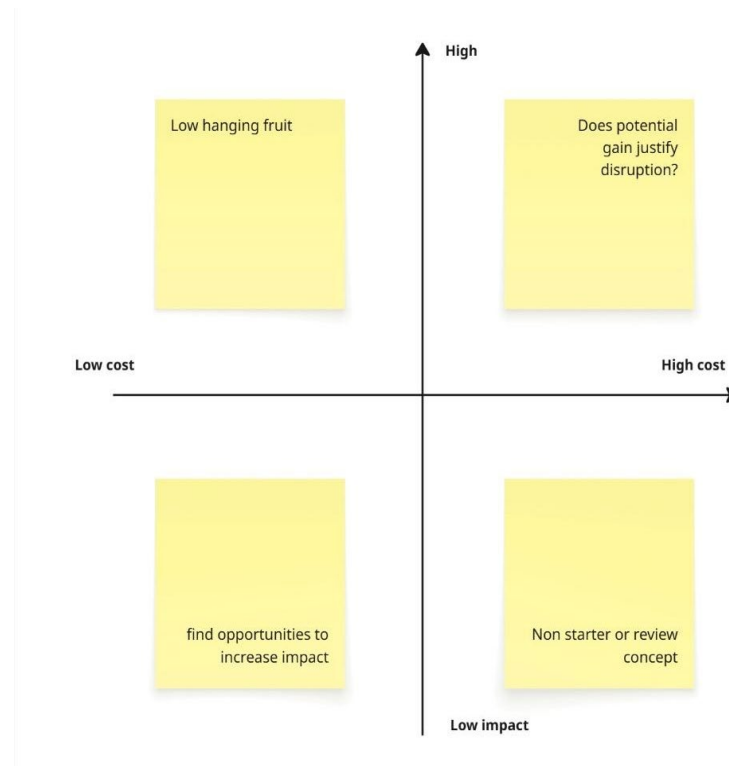 High
Low hanging fruit
Does potential
gain justify
disruption?
Low cost
High cost
find opportunities to
increase impact
Non starter or review
concept
Low impact